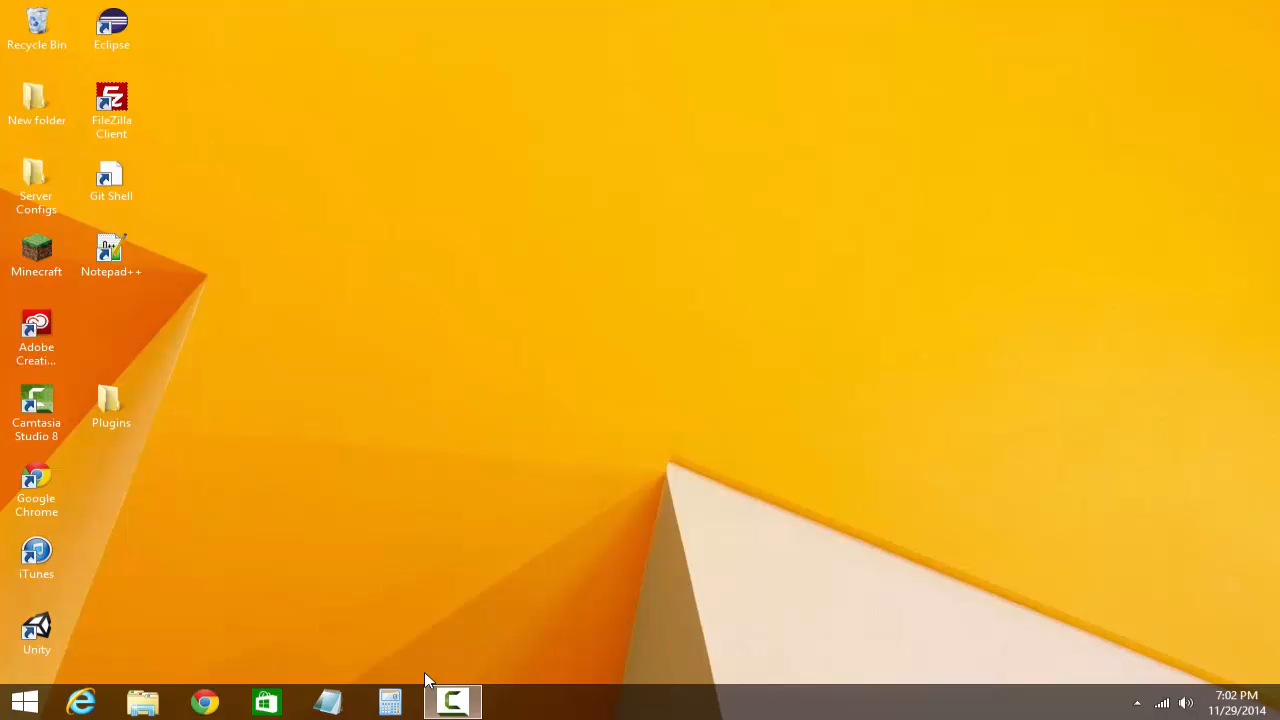 Recycle Bin
Eclipse
New folder
FileZilla
Client
Server
Configs
Git Shell
Minecraft
Notepad++
Adobe
Creati...
Camtasia
Studio 8
Plugins
Google
Chrome
iTunes
Unity
7:02 PM
11/29/2014